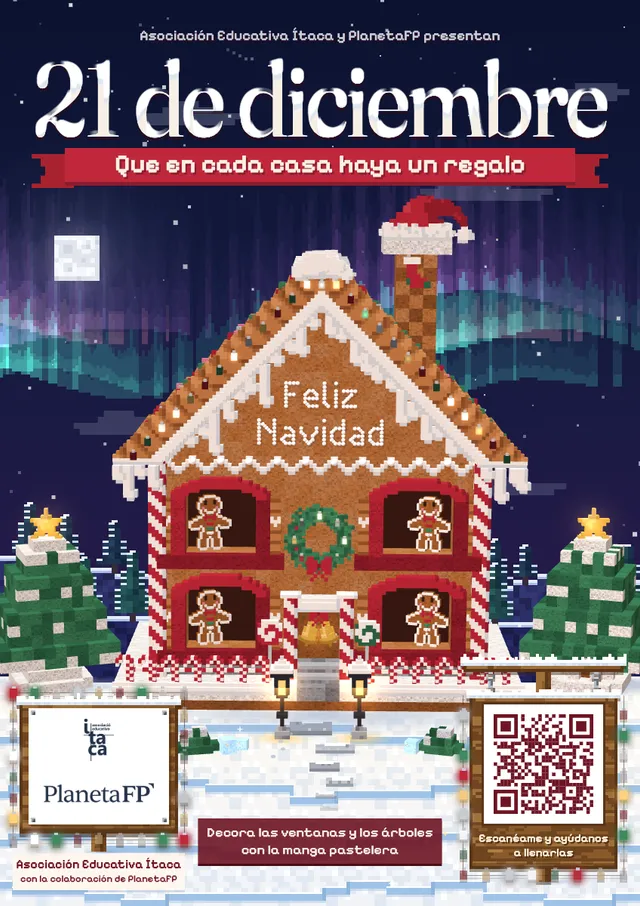 Asociación Educativa Ítaca y PlanetaFP presentan
21 de diciembre
Que en cada casa haya un regalo
Feliz
Navidad
itaca
PlanetaFP
Asociación Educativa Ítaca
con la colaboración de PlanetaFP
Decora las ventanas y los árboles
con la manga pastelera
Escanéame y ayúdanos
a llenarlas